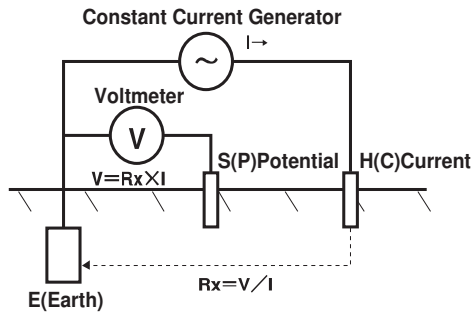 Constant Current Generator
I→
~
Voltmeter
V
V=Rx×I
S(P)Potential
H(C)Current
Rx=V/I
E(Earth)